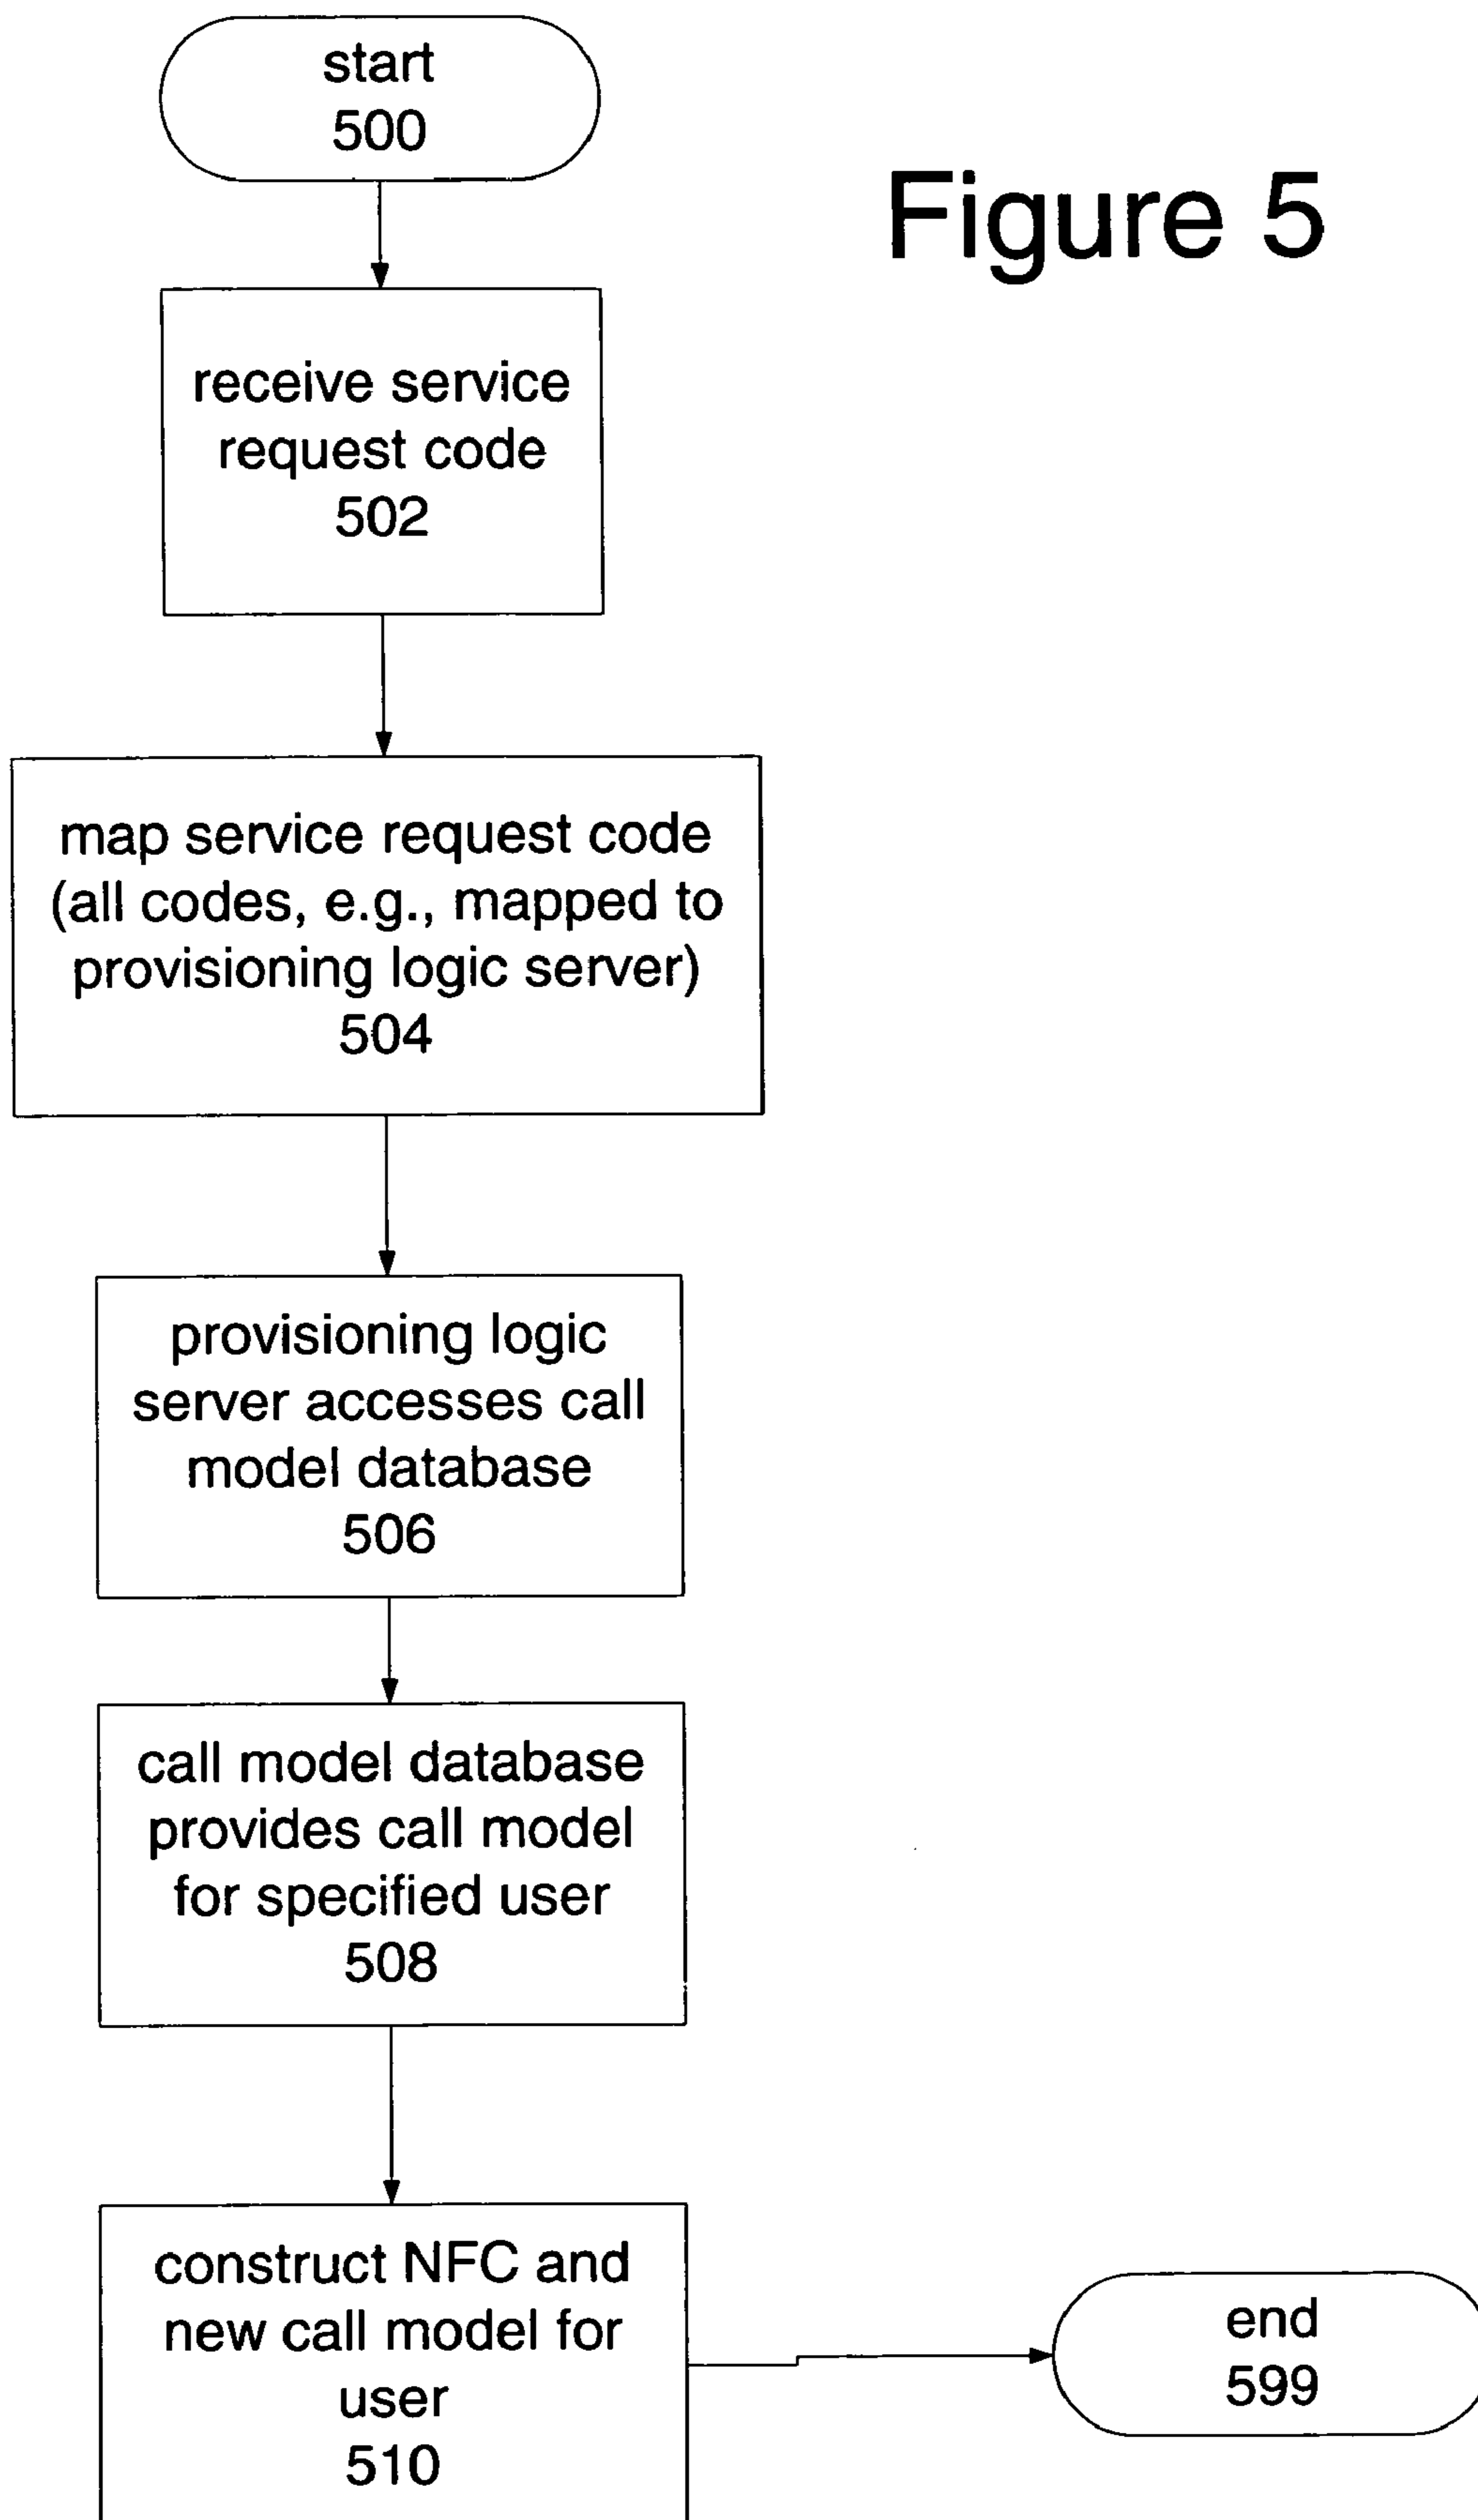 start
500
Figure 5
receive service
request code
502
map service request code
(all codes, e.g., mapped to
provisioning logic server)
504
provisioning logic
server accesses call
model database
506
call model database
provides call model
for specified user
508
construct NFC and
new call model for
user
510
end
599